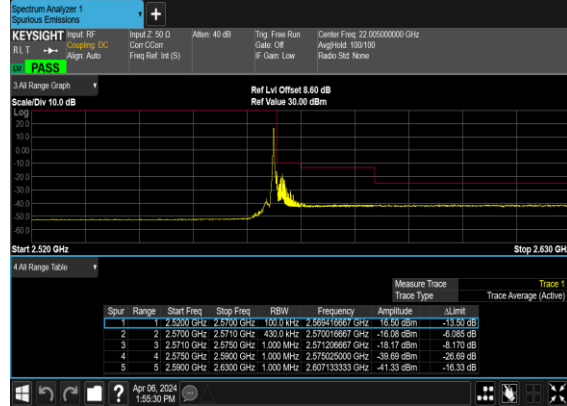 Spectrum Analyzer 1
Spurious Emissions
+
KEYSIGHT Input: RF Input Z: 50 Ω Atten: 40 dB Trig: Free Run Center Freq: 22.005000000 GHz
RLT Coupling: DC Corr CCorr Gate: Off Avg|Hold: 100/100
Align: Auto Freq Ref: Int (S) IF Gain: Low Radio Std: None
PASS
3 All Range Graph
Ref Lvl Offset 8.60 dB
Scale/Div 10.0 dB Ref Value 30.00 dBm
Log
20.0
10.0
0.00
-10.0
-20.0
-30.0
-40.0
-50.0
-60.0
Start 2.520 GHz Stop 2.630 GHz
4 All Range Table
Measure Trace Trace 1
Trace Type Trace Average (Active)
Spur Range Start Freq Stop Freq RBW Frequency Amplitude ΔLimit
1 1 2.5200 GHz 2.5700 GHz 100.0 kHz 2.569416667 GHz 16.50 dBm -13.50 dB
2 2 2.5700 GHz 2.5710 GHz 430.0 kHz 2.570016667 GHz -16.08 dBm -6.085 dB
3 3 2.5710 GHz 2.5750 GHz 1.000 MHz 2.571206667 GHz -18.17 dBm -8.170 dB
4 4 2.5750 GHz 2.5900 GHz 1.000 MHz 2.575025000 GHz -39.69 dBm -26.69 dB
5 5 2.5900 GHz 2.6300 GHz 1.000 MHz 2.607133333 GHz -41.33 dBm -16.33 dB
? Apr 06, 2024
1:55:30 PM